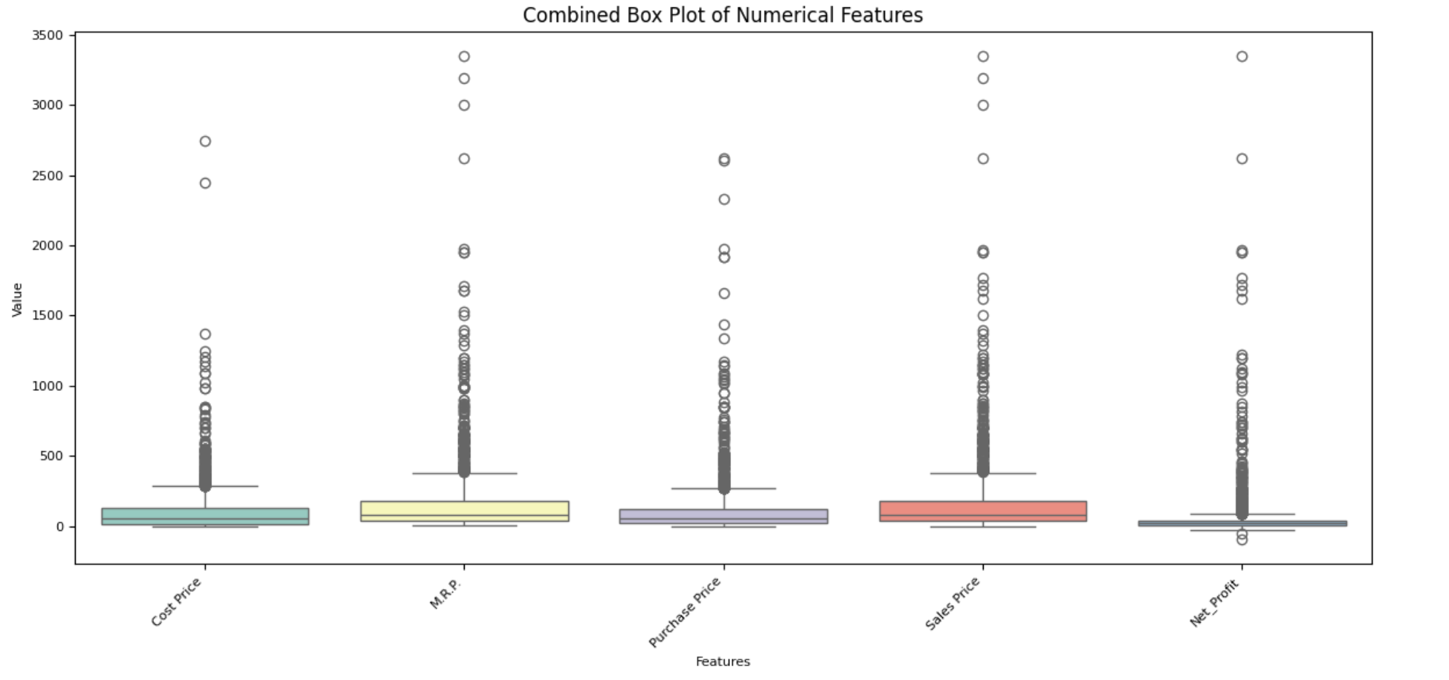 Combined Box Plot of Numerical Features
3500
3000
2500
2000
1500
1000
500
0
Value
Cost Price
M.R.P.
Purchase Price
Sales Price
Net_Profit
Features